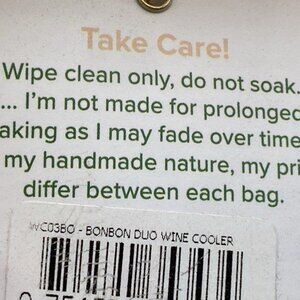 Take Care!
Wipe clean only, do not soak.
... I'm not made for prolonged
aking as I may fade over time
my handmade nature, my pri
differ between each bag.
WC03BO - BONBON DUO WINE COOLER